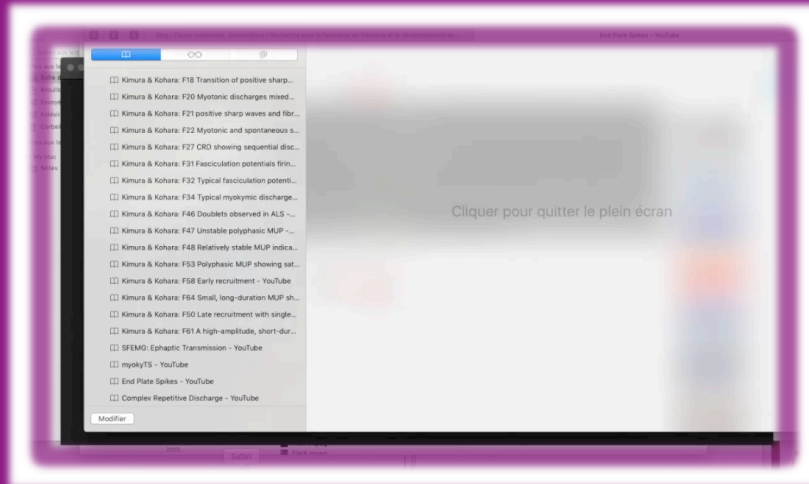 End Plate Spikes - YouTube
@
Kimura & Kohara: F18 Transition of positive sharp...
Kimura & Kohara: F20 Myotonic discharges mixed...
Kimura & Kohara: F21 positive sharp waves and fibr...
Kimura & Kohara: F22 Myotonic and spontaneous s...
Kimura & Kohara: F27 CRD showing sequential disc...
Kimura & Kohara: F31 Fasciculation potentials firin...
Kimura & Kohara: F32 Typical fasciculation potenti...
Kimura & Kohara: F34 Typical myokymic discharge...
Kimura & Kohara: F46 Doublets observed in ALS -...
Kimura & Kohara: F47 Unstable polyphasic MUP -...
Kimura & Kohara: F48 Relatively stable MUP indica...
Kimura & Kohara: F53 Polyphasic MUP showing sat...
Kimura & Kohara: F58 Early recruitment - YouTube
Kimura & Kohara: F64 Small, long-duration MUP sh...
Kimura & Kohara: F50 Late recruitment with single...
Kimura & Kohara: F61 A high-amplitude, short-dur...
SFEMG: Ephaptic Transmission - YouTube
myokyTS - YouTube
End Plate Spikes - YouTube
Complex Repetitive Discharge - YouTube
Modifier
Cliquer pour quitter le plein écran
Notes
2015
Safari